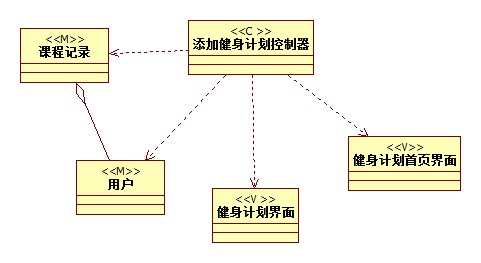 <<M>>
课程记录
<<C >>
添加健身计划控制器
<<V>>
健身计划首页界面
<<M>>
用户
<<V >>
健身计划界面